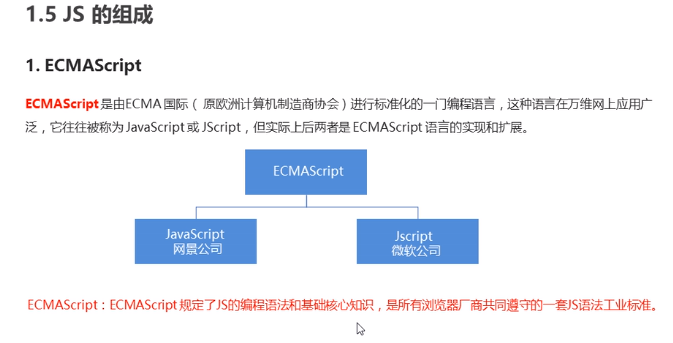 1.5 JS 的组成
1. ECMAScript
ECMAScript 是由ECMA 国际（ 原欧洲计算机制造商协会）进行标准化的一门编程语言，这种语言在万维网上应用广
泛，它往往被称为 JavaScript 或 JScript，但实际上后两者是 ECMAScript 语言的实现和扩展。
ECMAScript
JavaScript
网景公司
Jscript
微软公司
ECMAScript：ECMAScript 规定了JS的编程语法和基础核心知识，是所有浏览器厂商共同遵守的一套JS语法工业标准。